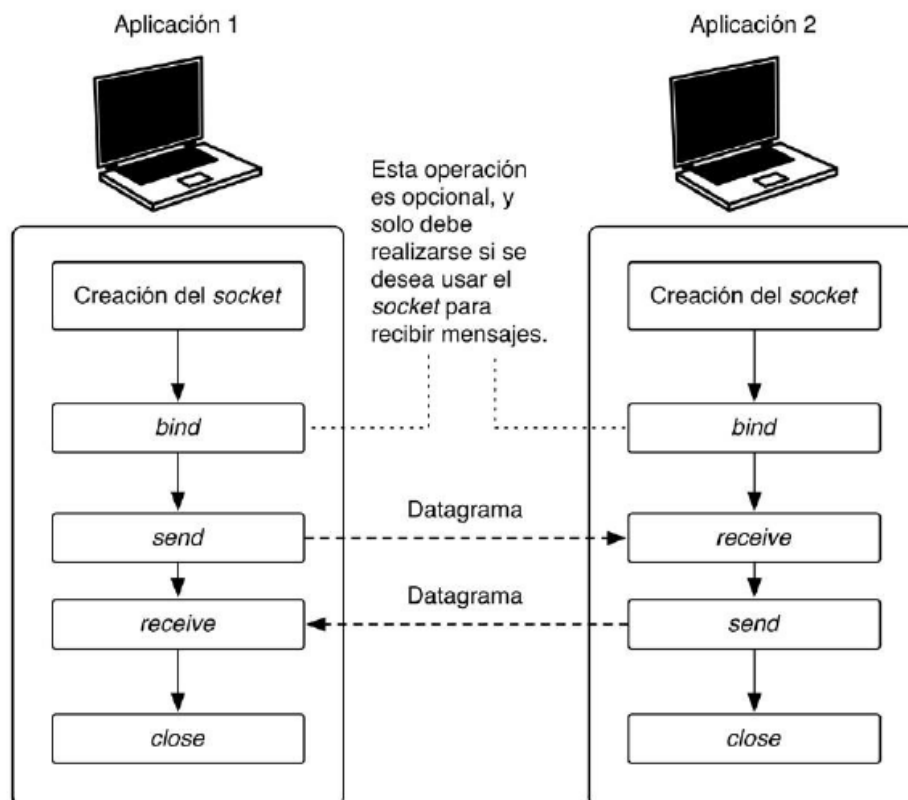 Aplicación 1
Aplicación 2
Esta operación
es opcional, y
solo debe
realizarse si se
desea usar el
socket para
recibir mensajes.
Creación del socket
Creación del socket
bind
bind
Datagrama
send
receive
Datagrama
receive
send
close
close